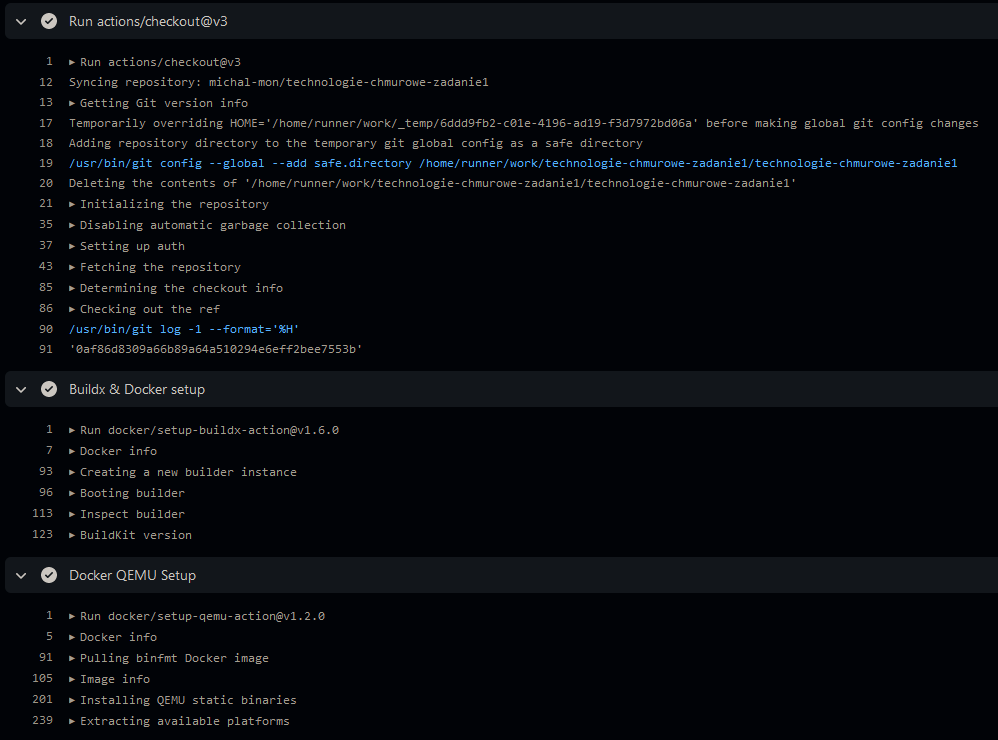 Run actions/checkout@v3
1 ▸ Run actions/checkout@v3
12 Syncing repository: michal-mon/technologie-chmurowe-zadanie1
13 ▸ Getting Git version info
17 Temporarily overriding HOME='/home/runner/work/_temp/6ddd9fb2-c01e-4196-ad19-f3d7972bd06a' before making global git config changes
18 Adding repository directory to the temporary git global config as a safe directory
19 /usr/bin/git config --global --add safe.directory /home/runner/work/technologie-chmurowe-zadanie1/technologie-chmurowe-zadanie1
20 Deleting the contents of '/home/runner/work/technologie-chmurowe-zadanie1/technologie-chmurowe-zadanie1'
21 ▸ Initializing the repository
35 ▸ Disabling automatic garbage collection
37 ▸ Setting up auth
43 ▸ Fetching the repository
85 ▸ Determining the checkout info
86 ▸ Checking out the ref
90 /usr/bin/git log -1 --format='%H'
91 '0af86d8309a66b89a64a510294e6eff2bee7553b'
Buildx & Docker setup
1 ▸ Run docker/setup-buildx-action@v1.6.0
7 ▸ Docker info
93 ▸ Creating a new builder instance
96 ▸ Booting builder
113 ▸ Inspect builder
123 ▸ BuildKit version
Docker QEMU Setup
1 ▸ Run docker/setup-qemu-action@v1.2.0
5 ▸ Docker info
91 ▸ Pulling binfmt Docker image
105 ▸ Image info
201 ▸ Installing QEMU static binaries
239 ▸ Extracting available platforms